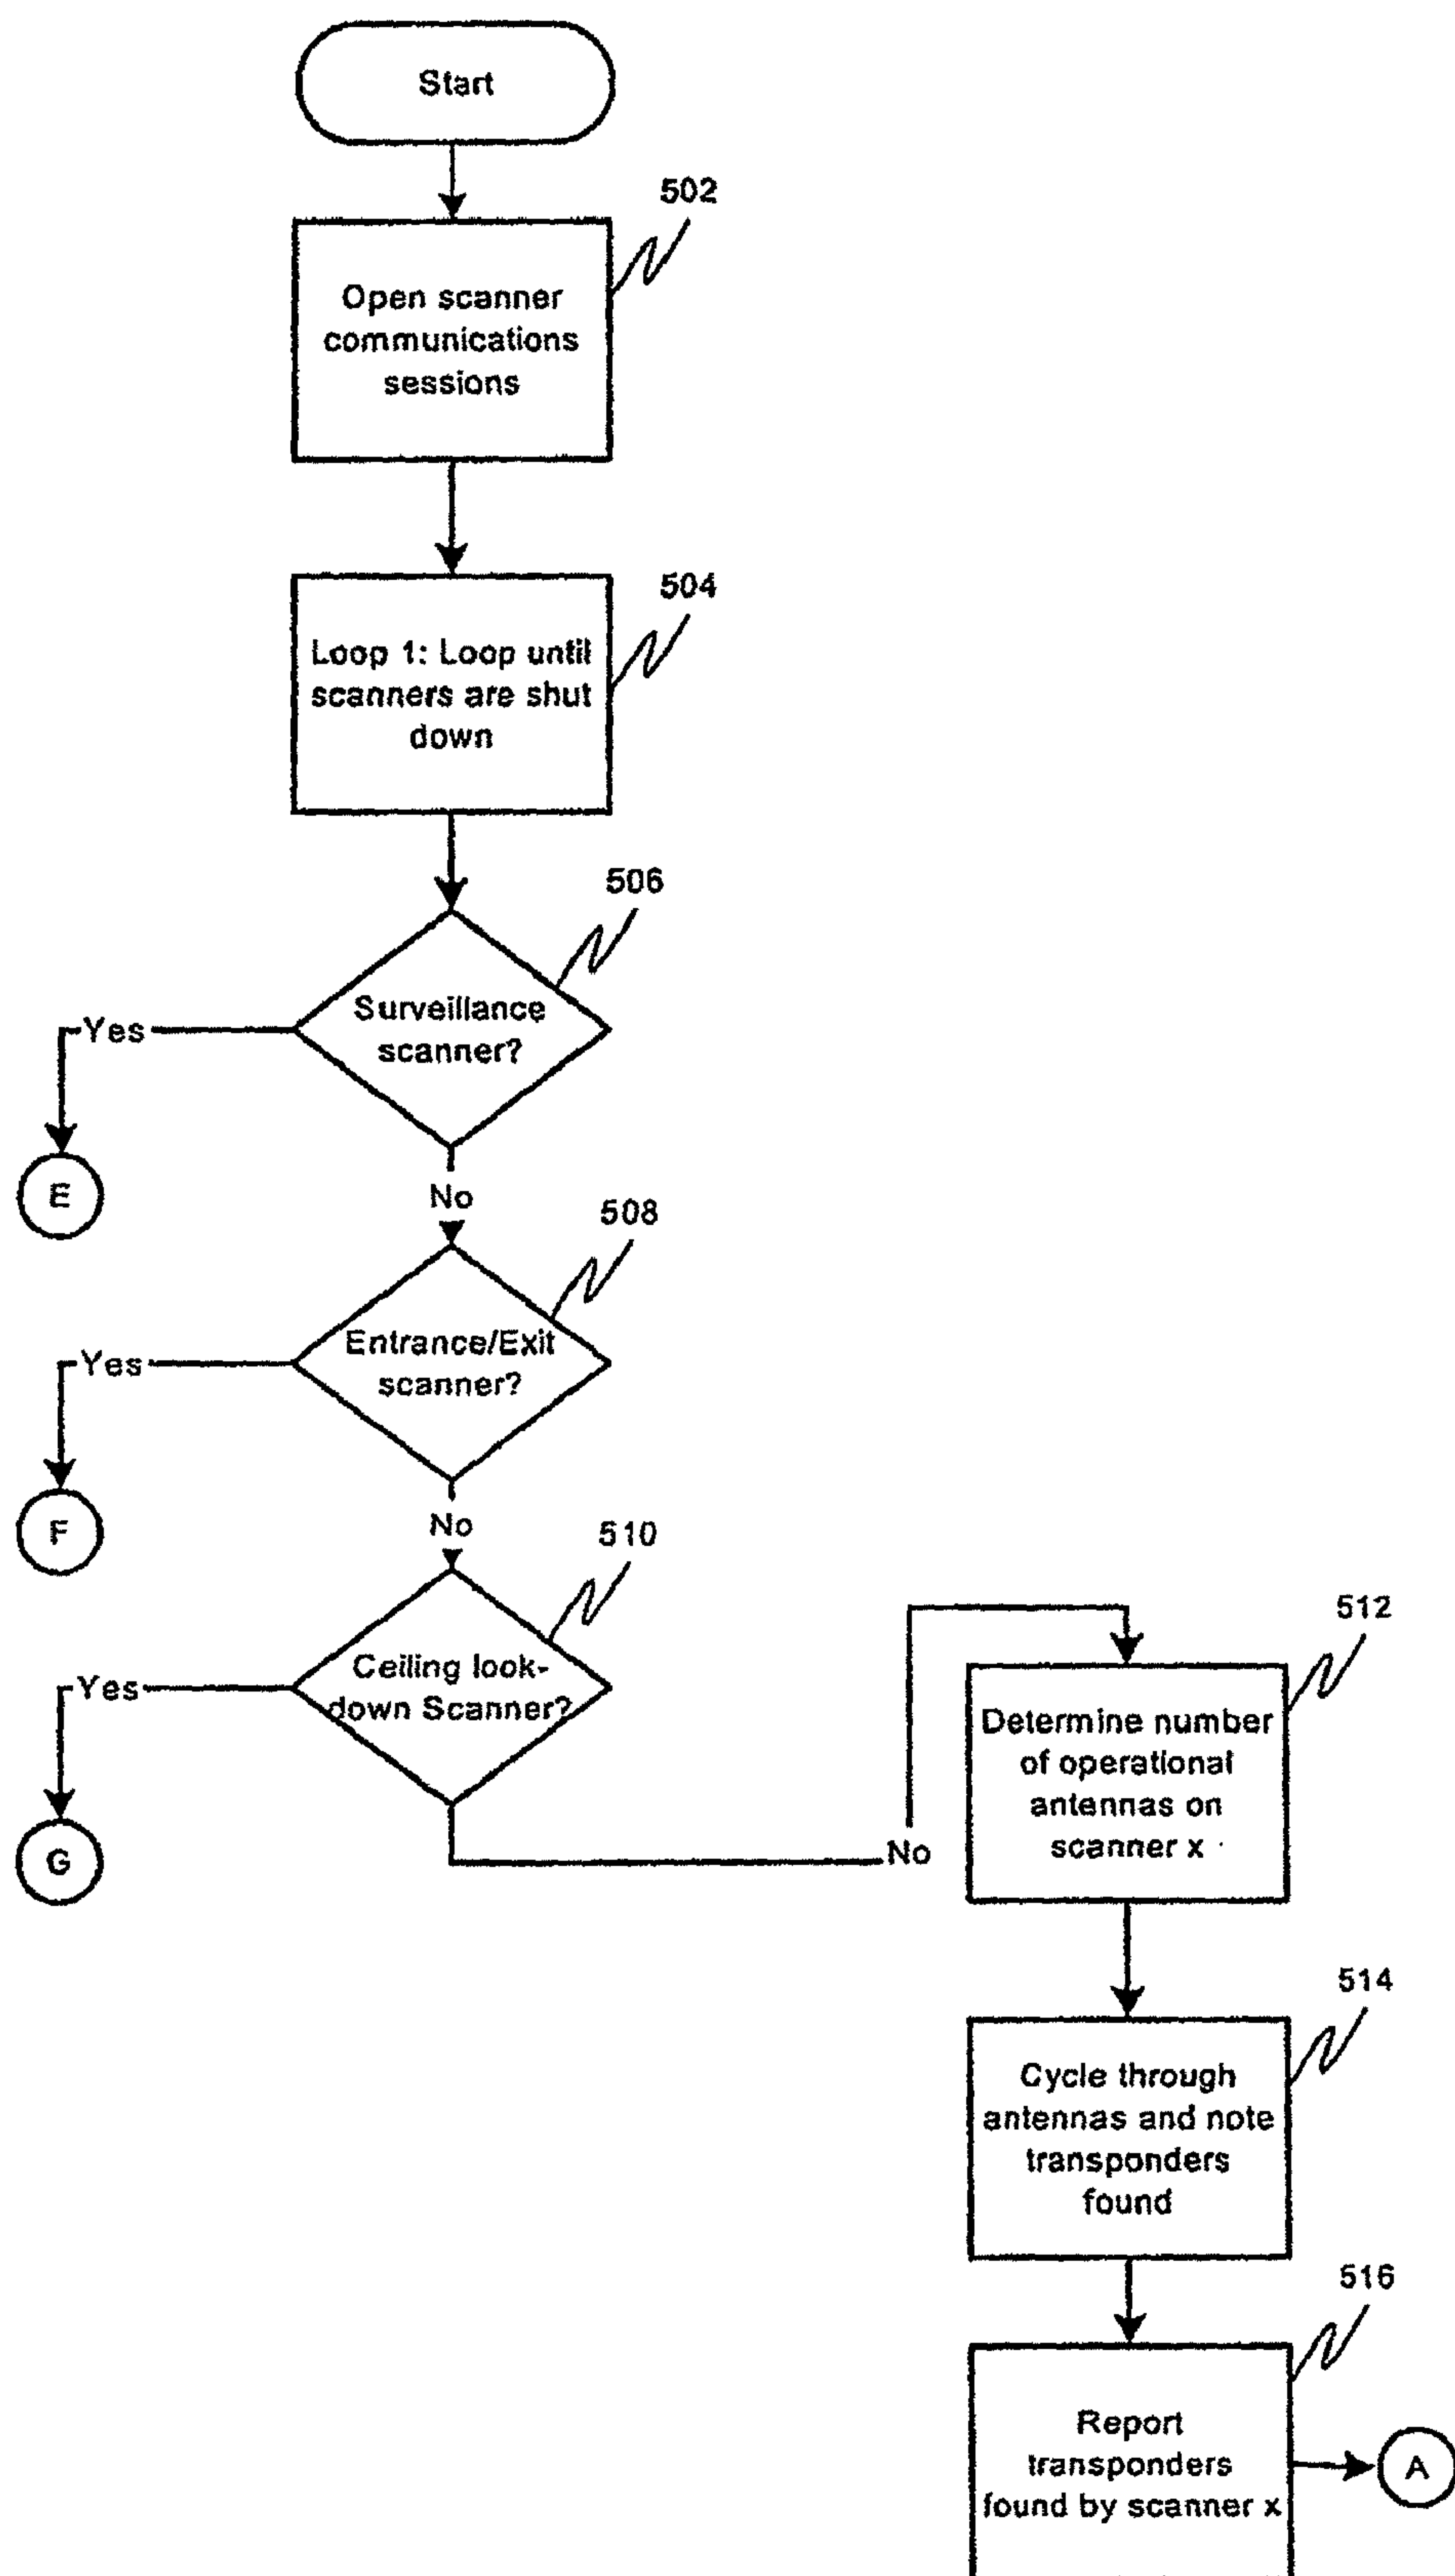 Start
502
Open scanner
communications
sessions
504
Loop 1: Loop until
scanners are shut
down
506
Surveillance
scanner?
Yes
E
No
508
Entrance/Exit
scanner?
Yes
F
No
510
Ceiling look-
down Scanner?
Yes
G
No
512
Determine number
of operational
antennas on
scanner x
514
Cycle through
antennas and note
transponders
found
516
Report
transponders
found by scanner x
A